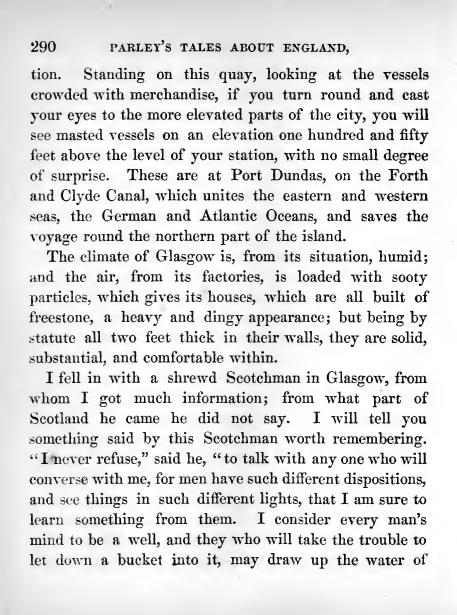 290 PARLEY'S TALES ABOUT ENGLAND,
tion. Standing on this quay, looking at the vessels
crowded with merchandise, if you turn round and cast
your eyes to the more elevated parts of the city, you will
see masted vessels on an elevation one hundred and fifty
feet above the level of your station, with no small degree
of surprise. These are at Port Dundas, on the Forth
and Clyde Canal, which unites the eastern and western
seas, the German and Atlantic Oceans, and saves the
voyage round the northern part of the island.
The climate of Glasgow is, from its situation, humid;
and the air, from its factories, is loaded with sooty
particles, which gives its houses, which are all built of
freestone, a heavy and dingy appearance; but being by
statute all two feet thick in their walls, they are solid,
substantial, and comfortable within.
I fell in with a shrewd Scotchman in Glasgow, from
whom I got much information; from what part of
Scotland he came he did not say. I will tell you
something said by this Scotchman worth remembering.
"I never refuse," said he, "to talk with any one who will
converse with me, for men have such different dispositions,
and see things in such different lights, that I am sure to
learn something from them. I consider every man's
mind to be a well, and they who will take the trouble to
let down a bucket into it, may draw up the water of